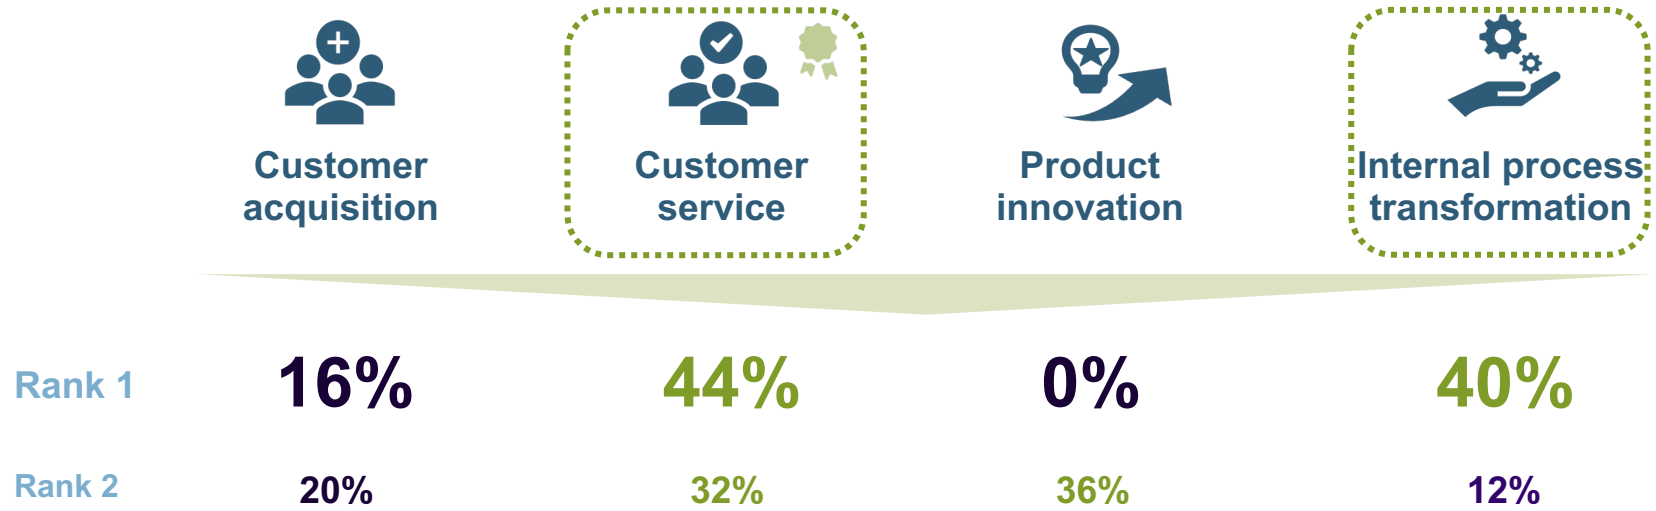 Customer
acquisition
Customer
service
Product
innovation
Internal process
transformation
Rank 1 16% 44% 0% 40%
Rank 2 20% 32% 36% 12%